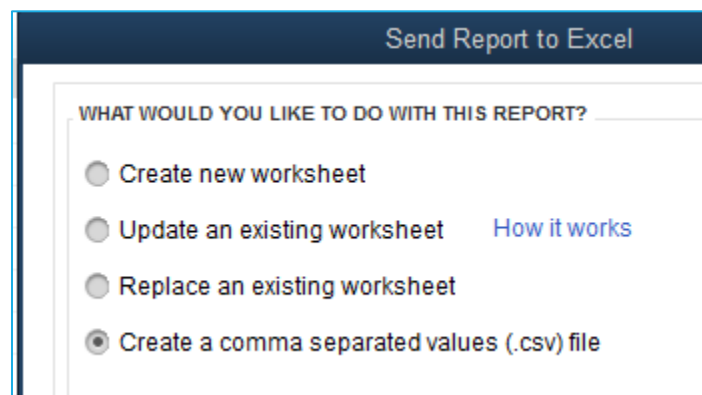 Send Report to Excel
WHAT WOULD YOU LIKE TO DO WITH THIS REPORT?
Create new worksheet
Update an existing worksheet How it works
Replace an existing worksheet
Create a comma separated values (.csv) file